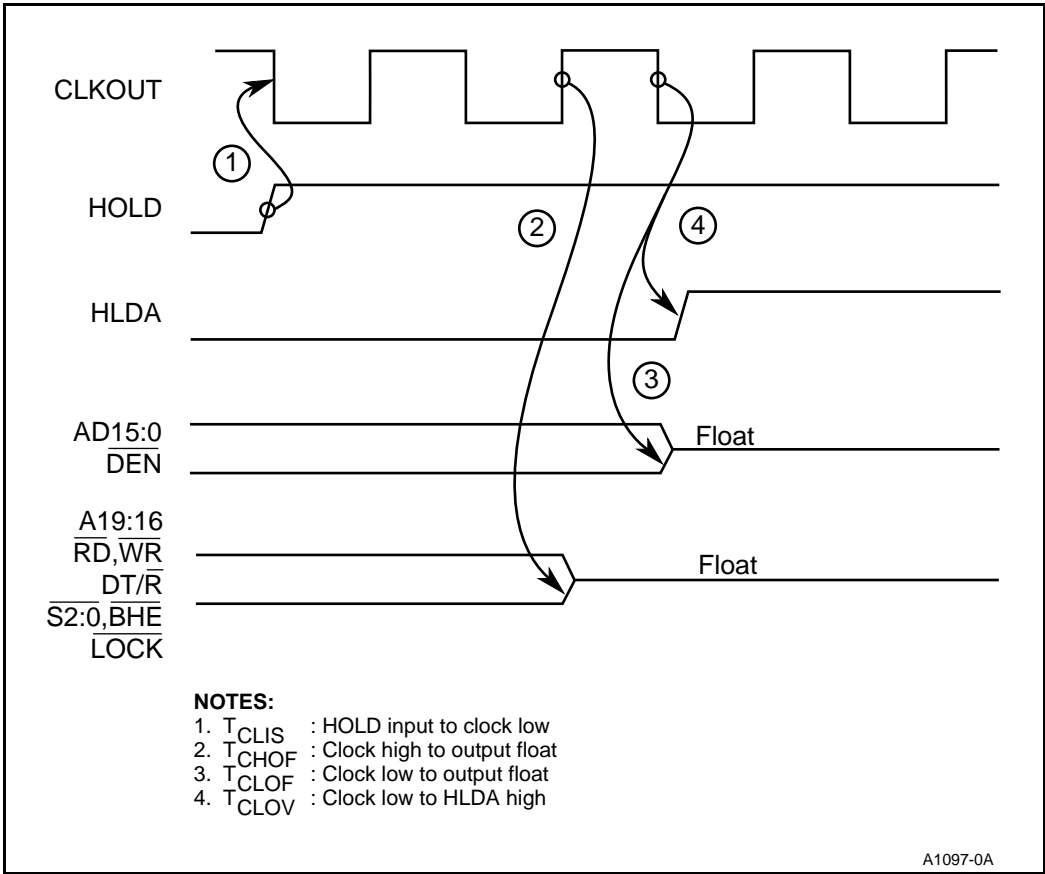 CLKOUT
1
HOLD
2
4
HLDA
3
AD15:0
DEN
Float
A19:16
RD,WR
DT/R
S2:0,BHE
LOCK
Float
NOTES:
1. TCLIS : HOLD input to clock low
2. TCHOF : Clock high to output float
3. TCLOF : Clock low to output float
4. TCLOV : Clock low to HLDA high
A1097-0A